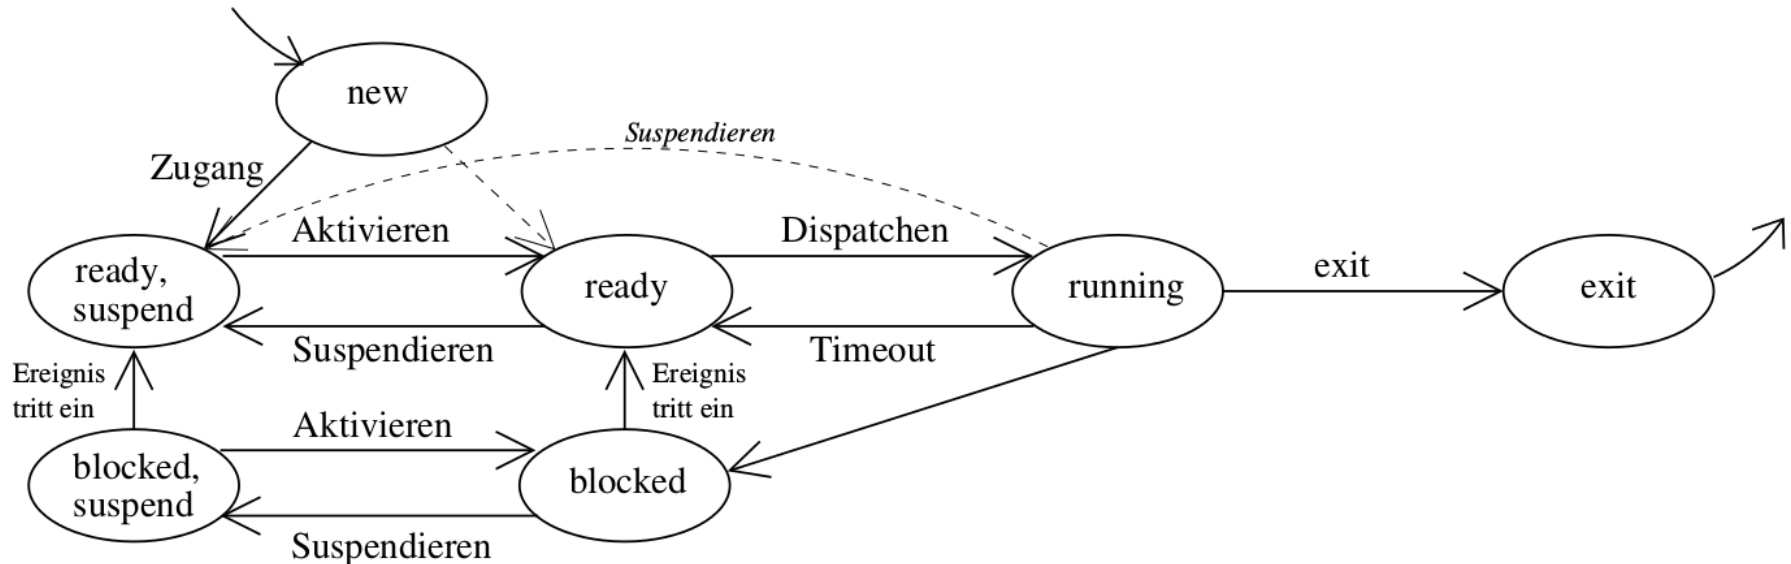 new
Suspendieren
Zugang
Aktivieren
Dispatchen
ready,
suspend
ready
running
exit
exit
Suspendieren
Timeout
Ereignis
tritt ein
Ereignis
tritt ein
Aktivieren
blocked,
suspend
blocked
Suspendieren